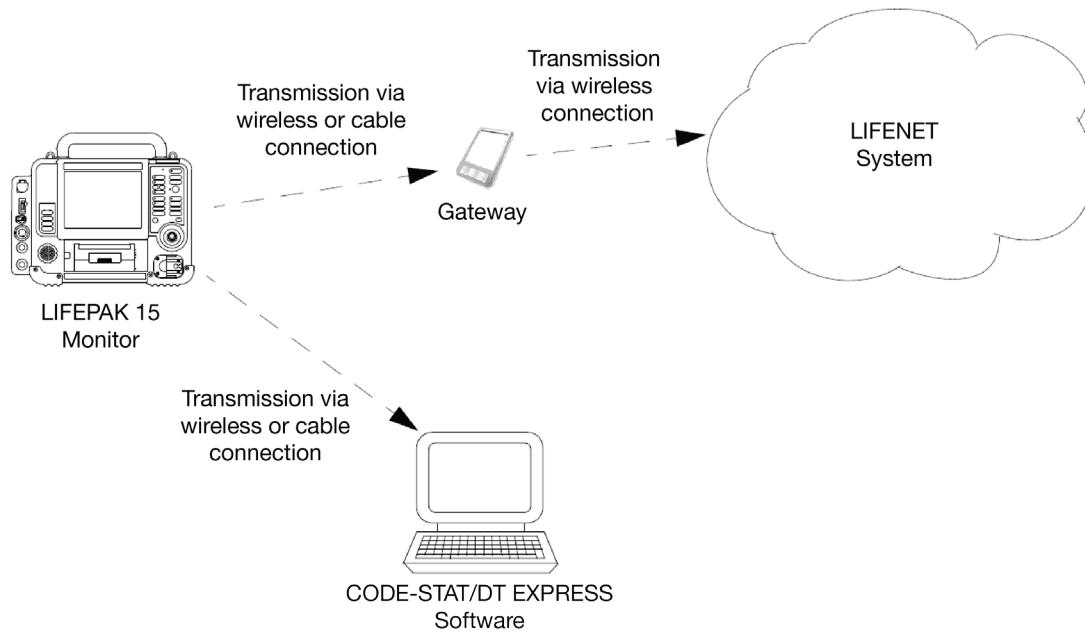 Transmission via
wireless or cable
connection
Transmission
via wireless
connection
LIFENET
System
Gateway
LIFEPAK 15
Monitor
Transmission via
wireless or cable
connection
CODE-STAT/DT EXPRESS
Software